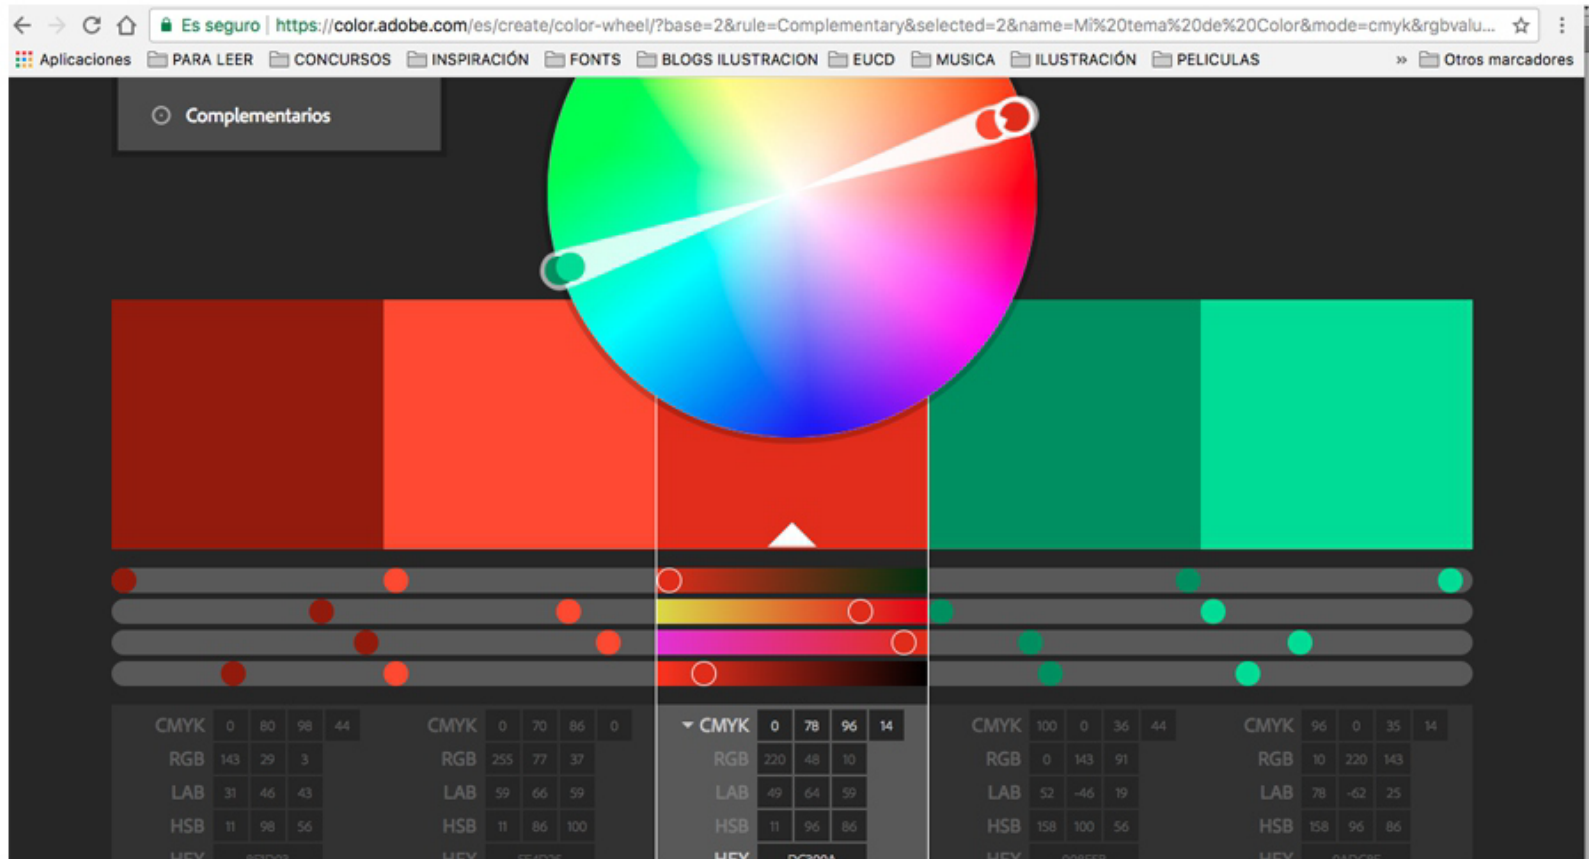 Es seguro | https://color.adobe.com/es/create/color-wheel/?base=2&rule=Complementary&selected=2&name=Mi%20tema%20de%20Color&mode=cmyk&rgbvalu...
Aplicaciones PARA LEER CONCURSOS INSPIRACIÓN FONTS BLOGS ILUSTRACION EUCD MUSICA ILUSTRACIÓN PELICULAS » Otros marcadores
Complementarios
CMYK 0 80 98 44 CMYK 0 70 86 0 CMYK 0 78 96 14 CMYK 100 0 36 44 CMYK 96 0 35 14
RGB 143 29 3 RGB 255 77 37 RGB 220 48 10 RGB 0 143 91 RGB 10 220 143
LAB 31 46 43 LAB 59 66 59 LAB 49 64 59 LAB 52 -46 19 LAB 78 -62 25
HSB 11 98 56 HSB 11 86 100 HSB 11 96 86 HSB 158 100 56 HSB 158 96 86
HEX HEX HEX DC300A HEX HEX